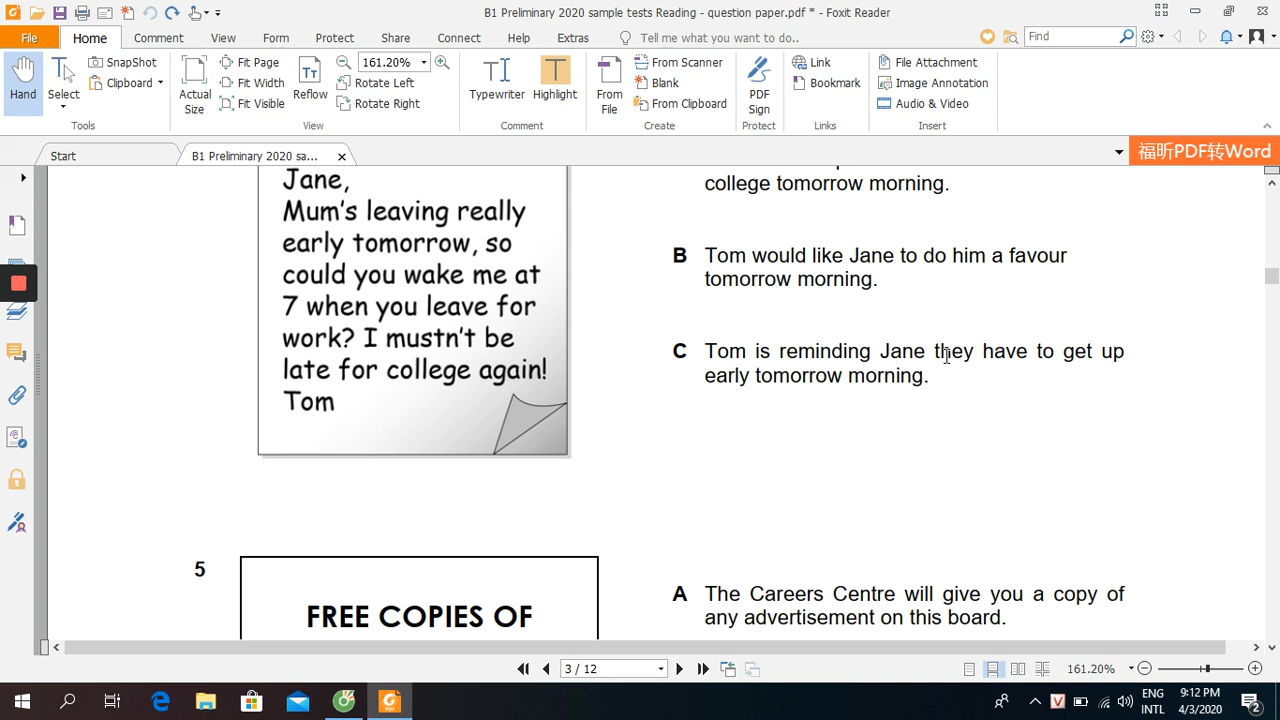 B1 Preliminary 2020 sample tests Reading - question paper.pdf * - Foxit Reader
File Home Comment View Form Protect Share Connect Help Extras Tell me what you want to do.. Find
Hand
Select
SnapShot
Clipboard
Tools
Actual Size
Fit Page
Fit Width
Fit Visible
Reflow
161.20%
Rotate Left
Rotate Right
View
Typewriter
Highlight
Comment
From File
From Scanner
Blank
From Clipboard
Create
PDF Sign
Protect
Link
Bookmark
Links
File Attachment
Image Annotation
Audio & Video
Insert
Start
B1 Preliminary 2020 sa...
福昕PDF转Word
Jane,
Mum's leaving really
early tomorrow, so
could you wake me at
7 when you leave for
work? I mustn't be
late for college again!
Tom
college tomorrow morning.
B Tom would like Jane to do him a favour
tomorrow morning.
C Tom is reminding Jane they have to get up
early tomorrow morning.
5
FREE COPIES OF
A The Careers Centre will give you a copy of
any advertisement on this board.
3 / 12
161.20%
ENG
INTL
9:12 PM
4/3/2020
2